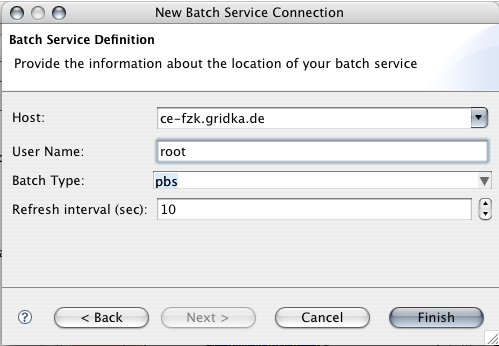 New Batch Service Connection
Batch Service Definition
Provide the information about the location of your batch service
Host: ce-fzk.gridka.de
User Name: root
Batch Type: pbs
Refresh interval (sec): 10
? < Back Next > Cancel Finish